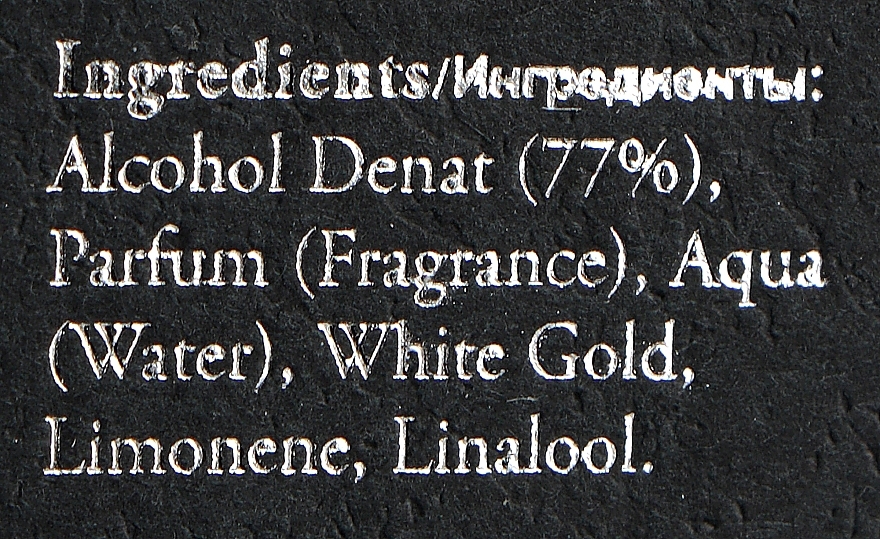 Ingredients/Ингредиенты:
Alcohol Denat (77%),
Parfum (Fragrance), Aqua
(Water), White Gold,
Limonene, Linalool.